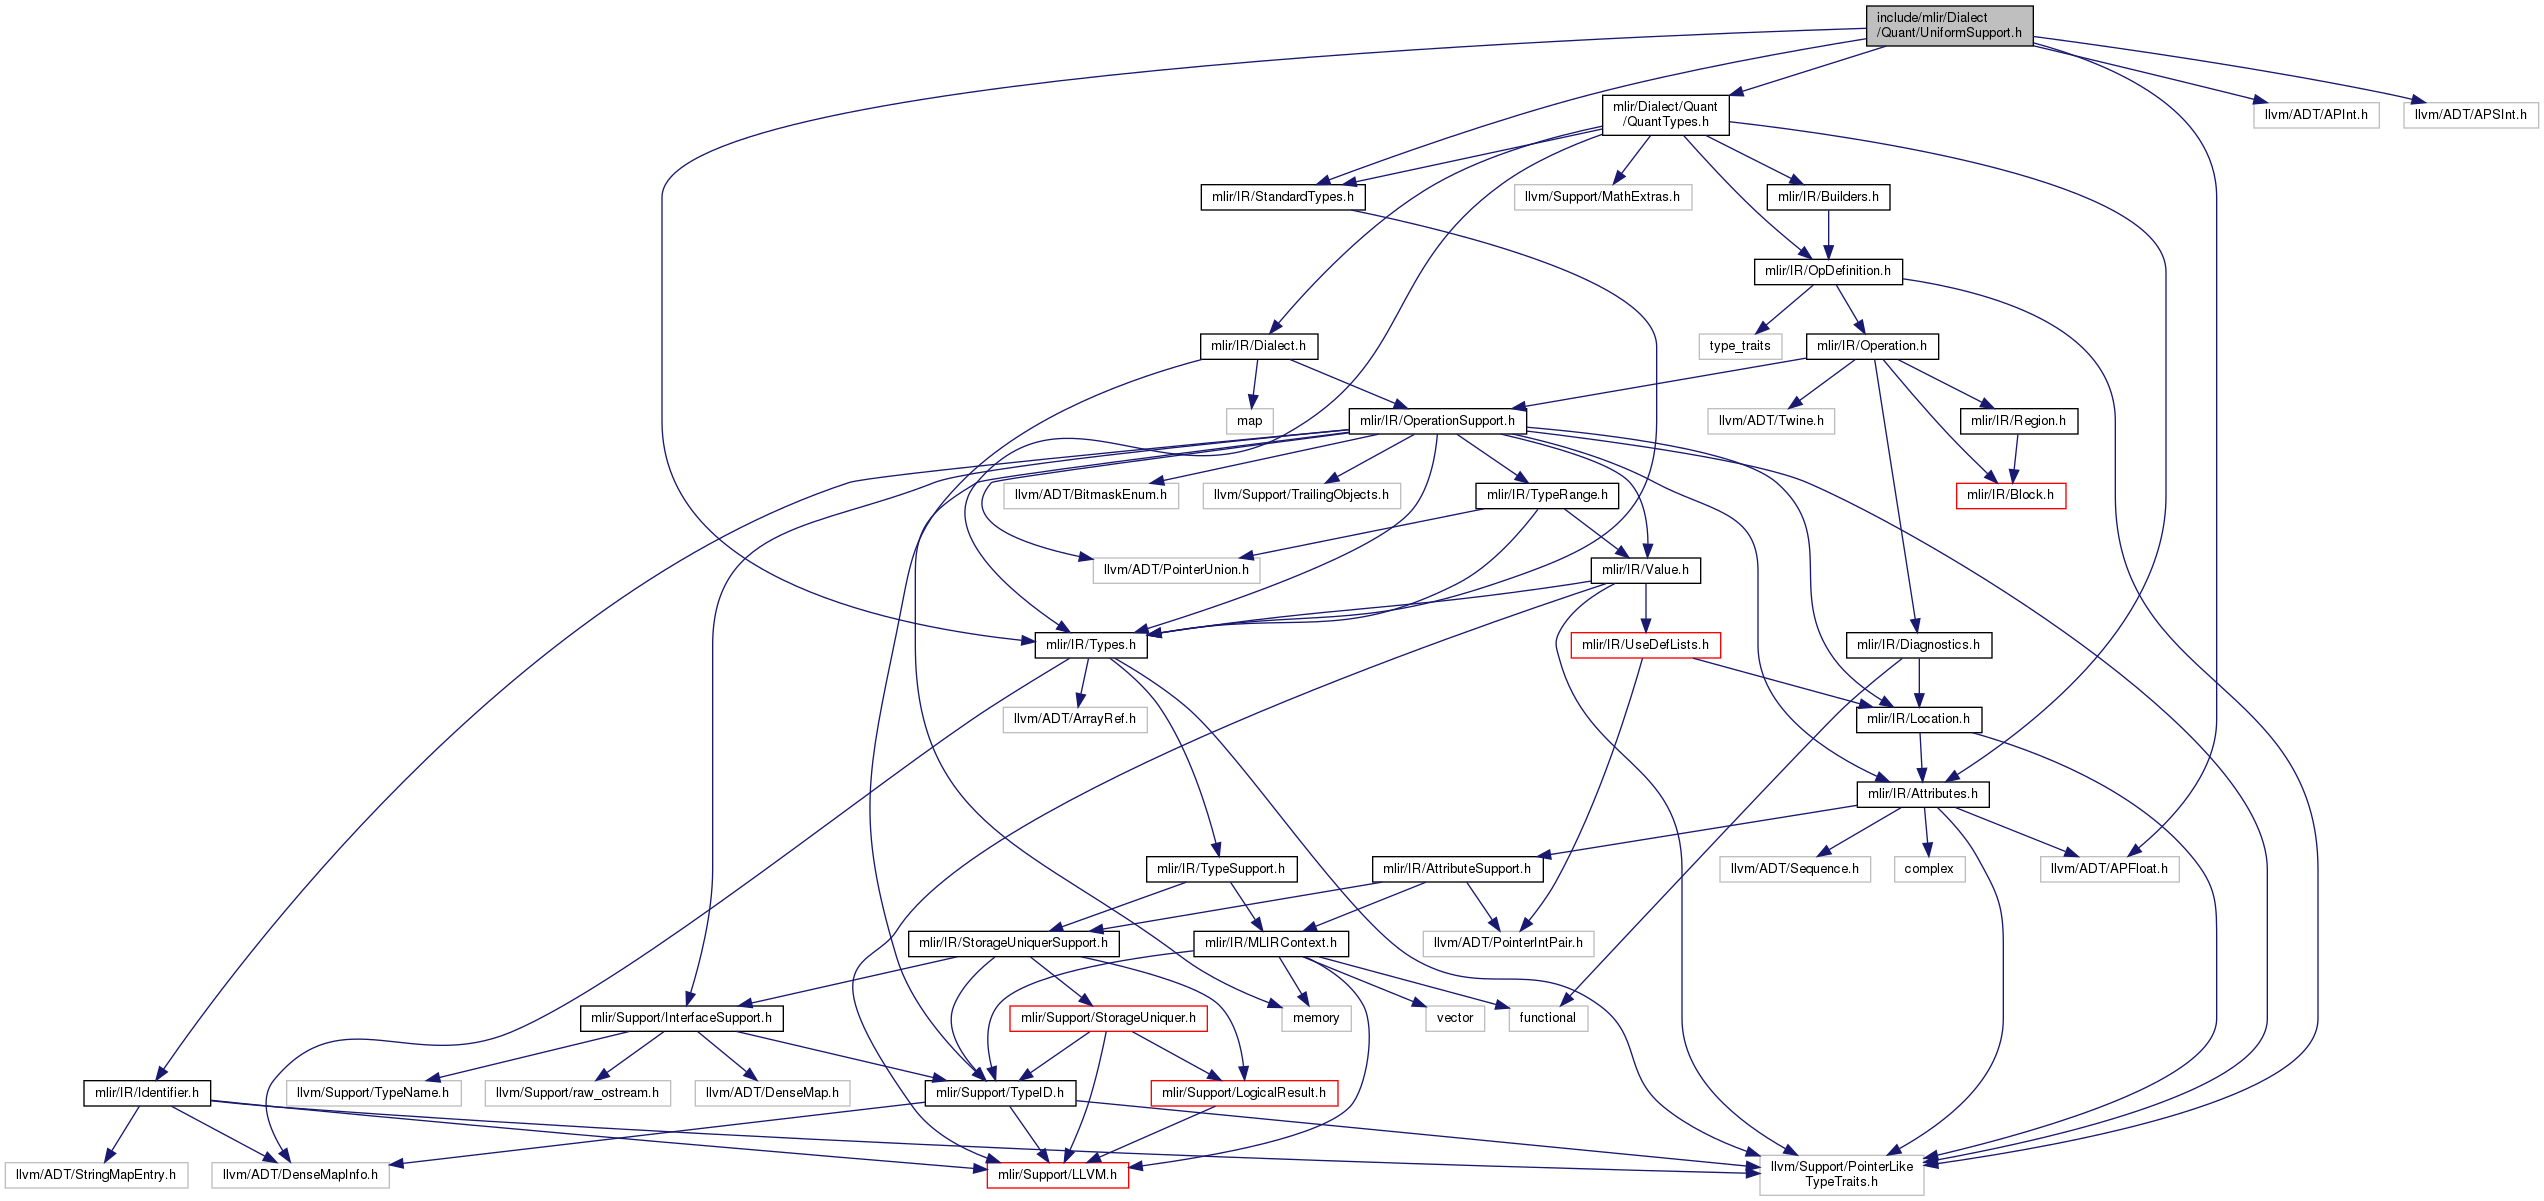 include/mlir/Dialect
/Quant/UniformSupport.h
mlir/Dialect/Quant
/QuantTypes.h
llvm/ADT/APInt.h
llvm/ADT/APSInt.h
mlir/IR/StandardTypes.h
llvm/Support/MathExtras.h
mlir/IR/Builders.h
mlir/IR/OpDefinition.h
mlir/IR/Dialect.h
type_traits
mlir/IR/Operation.h
map
mlir/IR/OperationSupport.h
llvm/ADT/Twine.h
mlir/IR/Region.h
llvm/ADT/BitmaskEnum.h
llvm/Support/TrailingObjects.h
mlir/IR/TypeRange.h
mlir/IR/Block.h
llvm/ADT/PointerUnion.h
mlir/IR/Value.h
mlir/IR/Types.h
mlir/IR/UseDefLists.h
mlir/IR/Diagnostics.h
llvm/ADT/ArrayRef.h
mlir/IR/Location.h
mlir/IR/Attributes.h
mlir/IR/TypeSupport.h
mlir/IR/AttributeSupport.h
llvm/ADT/Sequence.h
complex
llvm/ADT/APFloat.h
mlir/IR/StorageUniquerSupport.h
mlir/IR/MLIRContext.h
llvm/ADT/PointerIntPair.h
mlir/Support/InterfaceSupport.h
mlir/Support/StorageUniquer.h
memory
vector
functional
mlir/IR/Identifier.h
llvm/Support/TypeName.h
llvm/Support/raw_ostream.h
llvm/ADT/DenseMap.h
mlir/Support/TypeID.h
mlir/Support/LogicalResult.h
llvm/ADT/StringMapEntry.h
llvm/ADT/DenseMapInfo.h
mlir/Support/LLVM.h
llvm/Support/PointerLike
TypeTraits.h